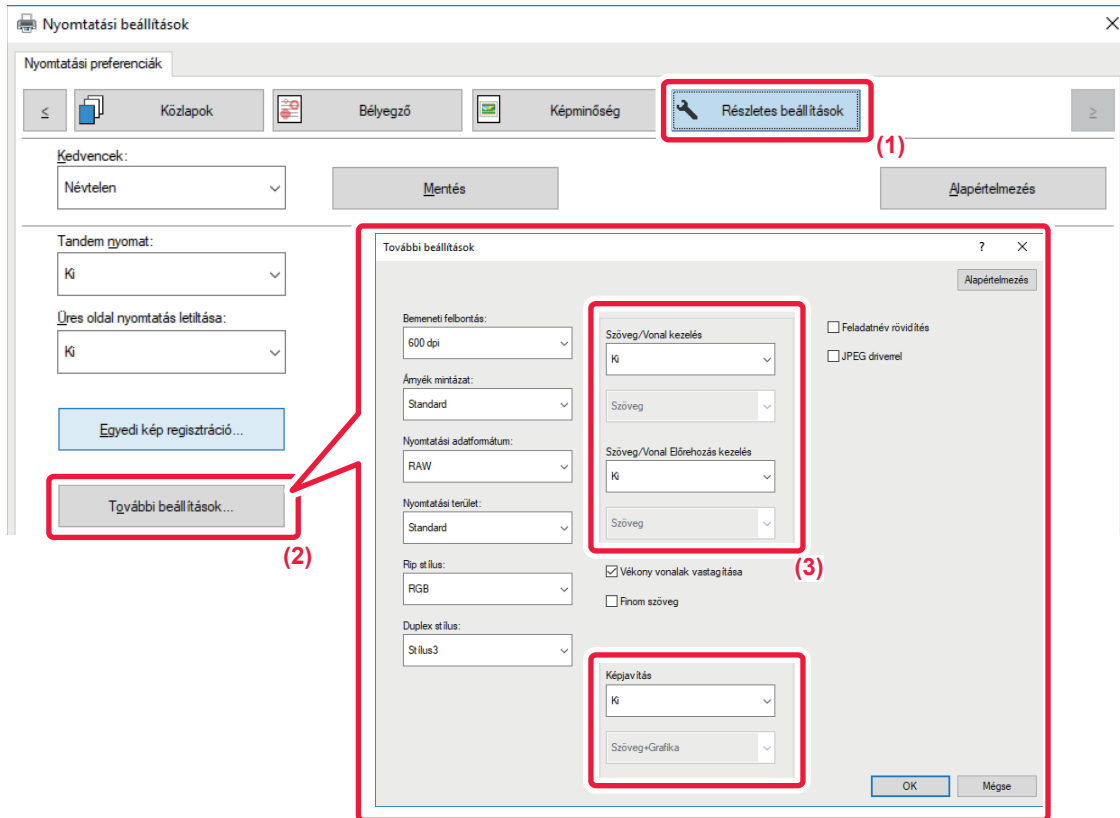 Nyomtatási beállítások
Nyomtatási preferenciák
< Közlapok Bélyegző Képminőség Részletes beállítások >
(1)
Kedvencek:
Névtelen Mentés Alapértelmezés
Tandem nyomat:
Ki
Üres oldal nyomtatás letiltása:
Ki
Egyedi kép regisztráció...
További beállítások...
(2)
További beállítások ? ×
Alapértelmezés
Bemeneti felbontás:
600 dpi
Árnyék mintázat:
Standard
Nyomtatási adatformátum:
RAW
Nyomtatási terület:
Standard
Rip stílus:
RGB
Duplex stílus:
Stílus3
Szöveg/Vonal kezelés
Ki
Szöveg
Szöveg/Vonal Előrehozás kezelés
Ki
Szöveg
(3)
Vékony vonalak vastagítása
Finom szöveg
Képjavítás
Ki
Szöveg+Grafika
Feladatnév rövidítés
JPEG driverrel
OK Mégse